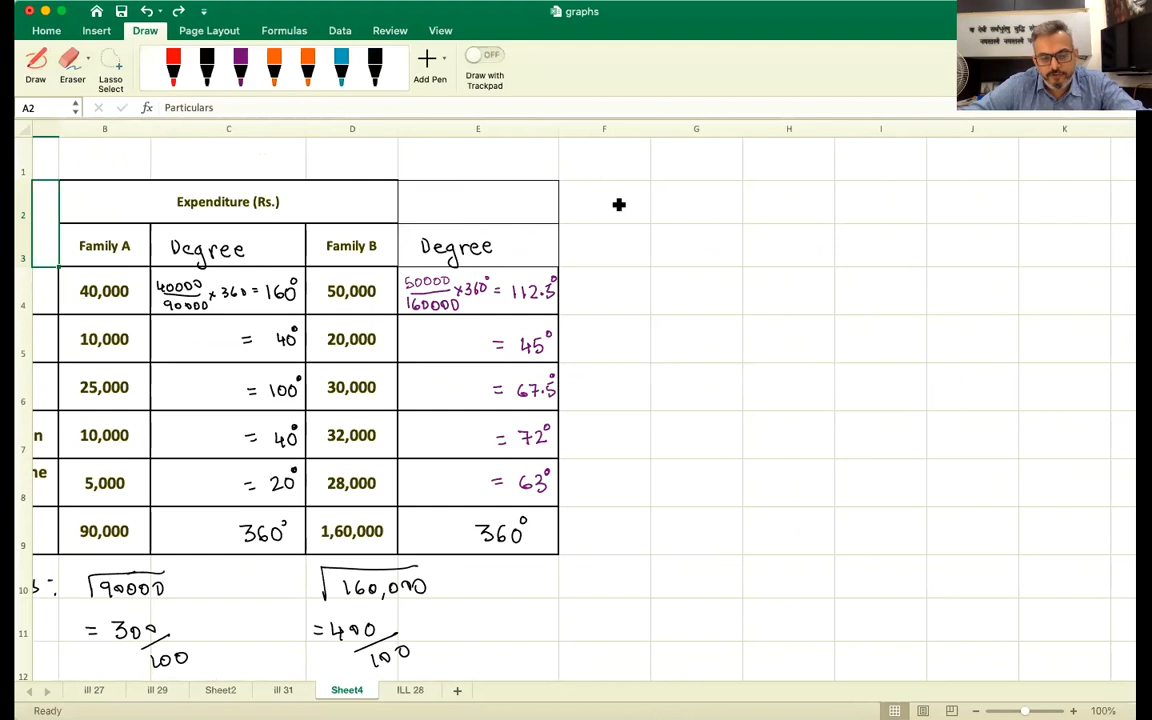 graphs
Home Insert Draw Page Layout Formulas Data Review View
OFF
Draw Eraser Lasso Select Add Pen Draw with Trackpad
A2 fx Particulars
B C D E F G H I J K
1
2 Expenditure (Rs.)
3 Family A Degree Family B Degree
4 40,000 40000/90000 × 360 = 160° 50,000 50000/160000 × 360° = 112.5°
5 10,000 = 40° 20,000 = 45°
6 25,000 = 100° 30,000 = 67.5°
7 n 10,000 = 40° 32,000 = 72°
8 ne 5,000 = 20° 28,000 = 63°
9 90,000 360° 1,60,000 360°
10 s: √90000 √160,000
11 = 300/100 = 400/100
12
ill 27 ill 29 Sheet2 ill 31 Sheet4 ILL 28 +
Ready 100%